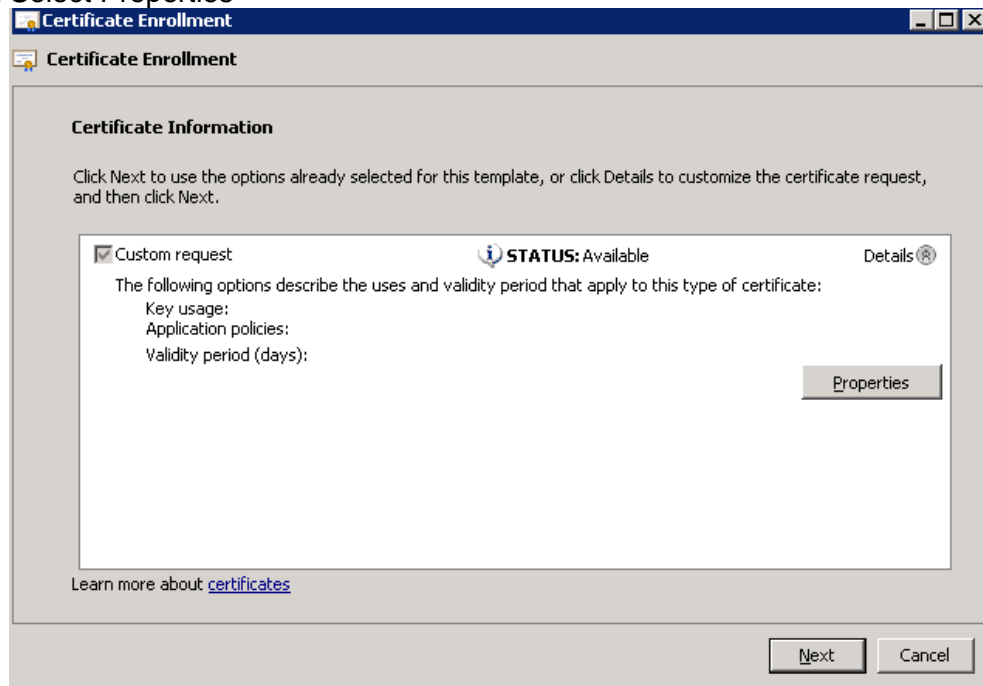 Select Properties
Certificate Enrollment
Certificate Enrollment
Certificate Information
Click Next to use the options already selected for this template, or click Details to customize the certificate request,
and then click Next.
Custom request STATUS: Available Details
The following options describe the uses and validity period that apply to this type of certificate:
Key usage:
Application policies:
Validity period (days):
Properties
Learn more about certificates
Next Cancel